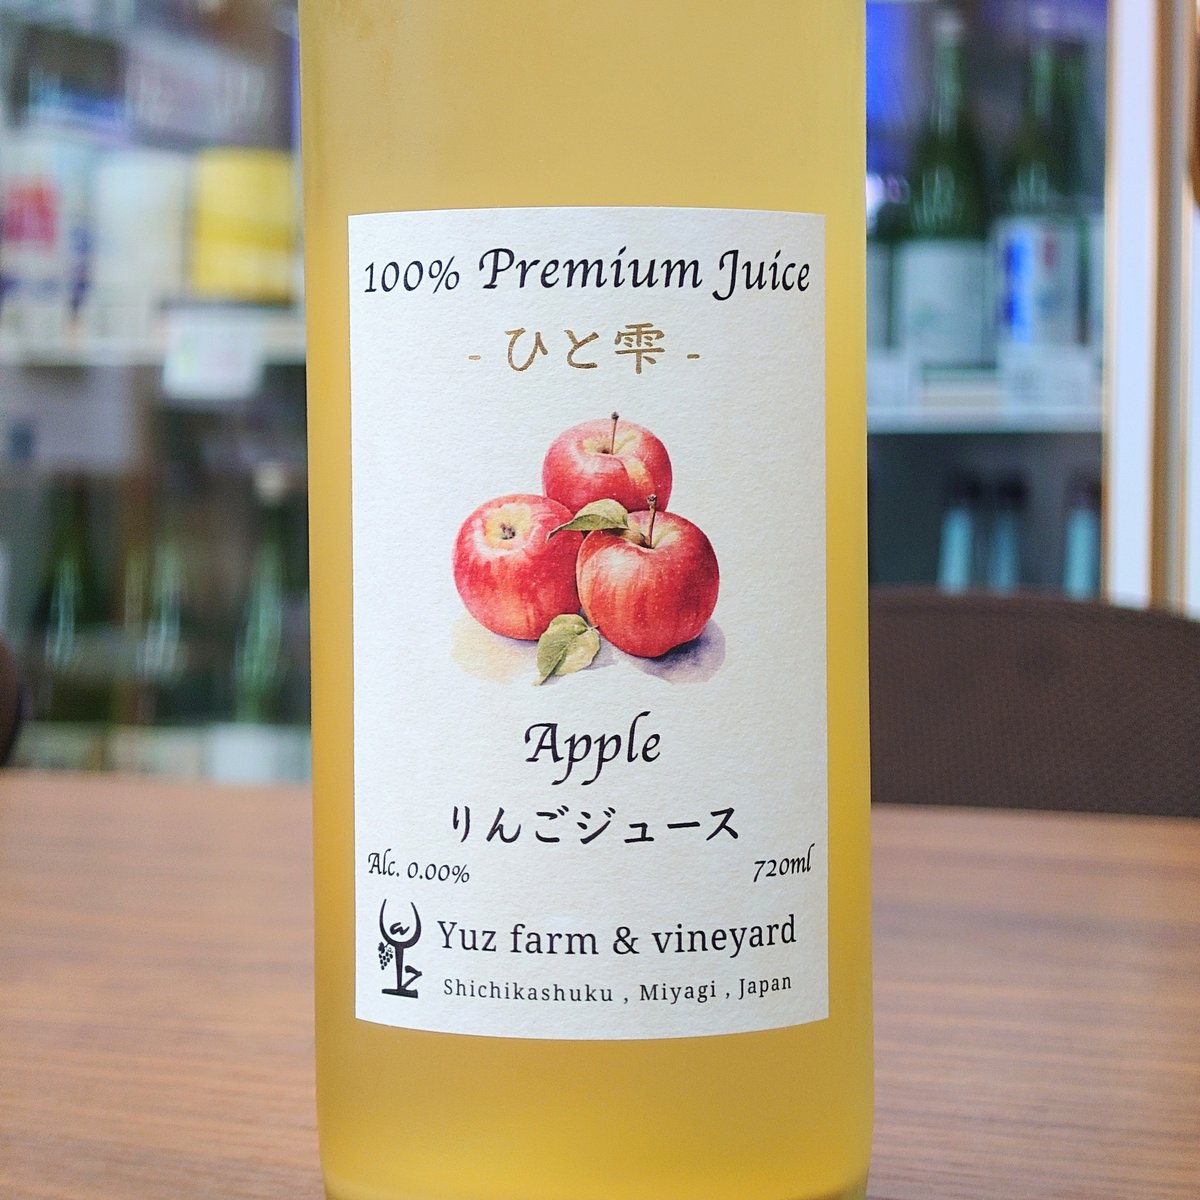 100% Premium Juice
- ひと雫 -
Apple
りんごジュース
Alc. 0.00%
720ml
Yuz farm & vineyard
Shichikashuku , Miyagi , Japan